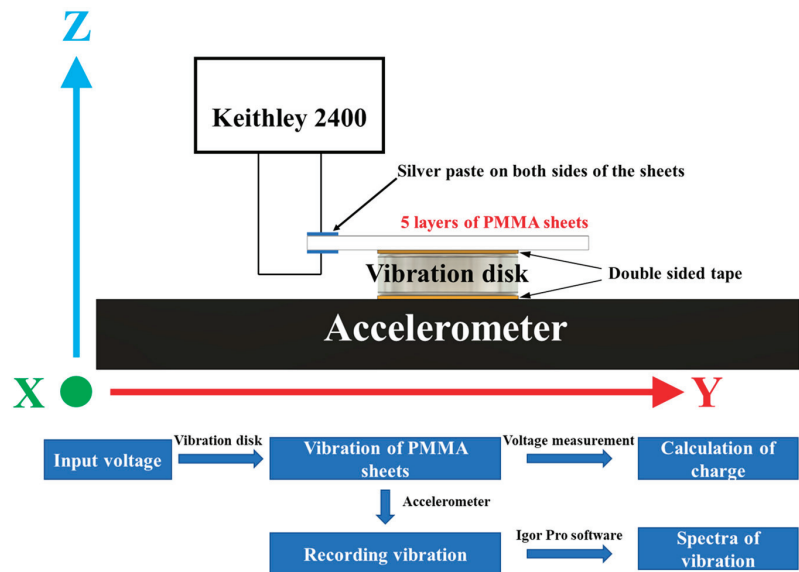 Z
Keithley 2400
Silver paste on both sides of the sheets
5 layers of PMMA sheets
Vibration disk
Double sided tape
Accelerometer
X
Y
Input voltage
Vibration disk
Vibration of PMMA
sheets
Voltage measurement
Calculation of
charge
Accelerometer
Recording vibration
Igor Pro software
Spectra of
vibration